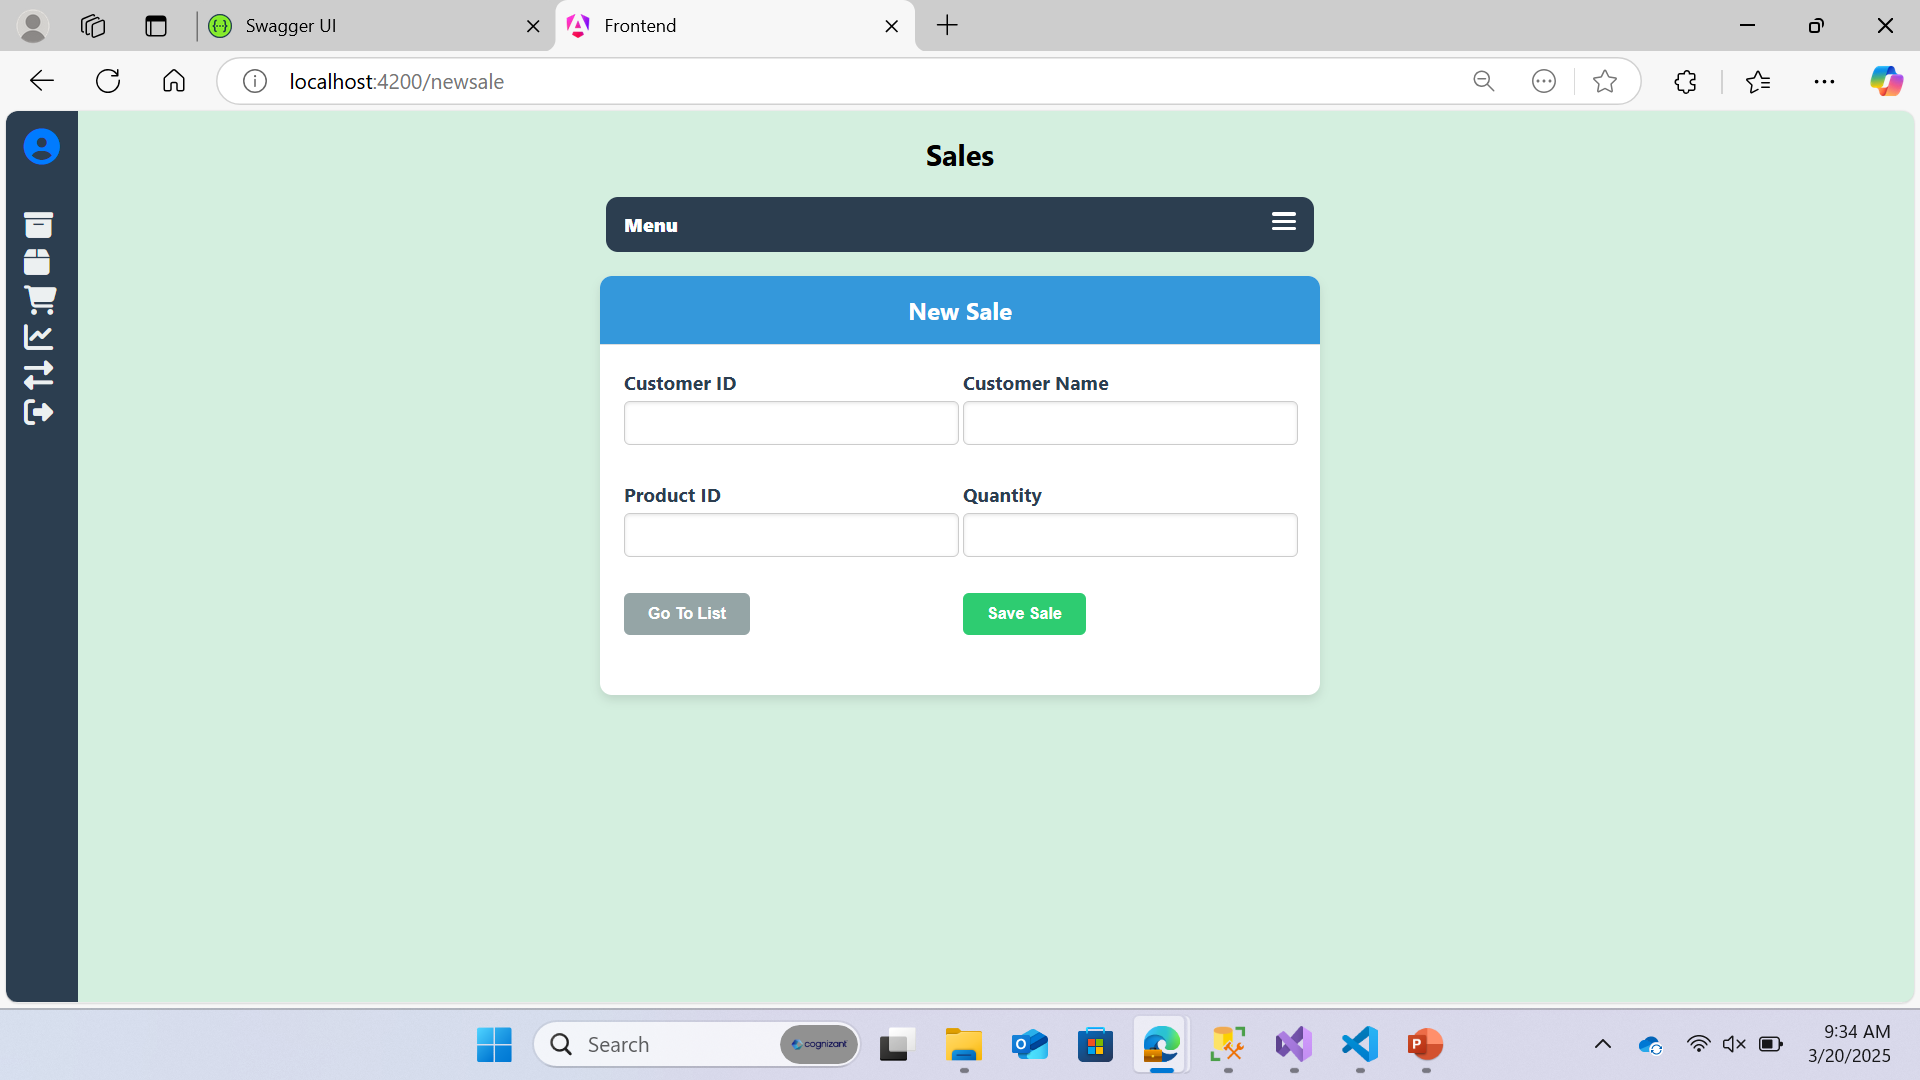 Swagger UI
Frontend
localhost:4200/newsale
Sales
Menu
New Sale
Customer ID
Customer Name
Product ID
Quantity
Go To List
Save Sale
Search
cognizant
9:34 AM
3/20/2025